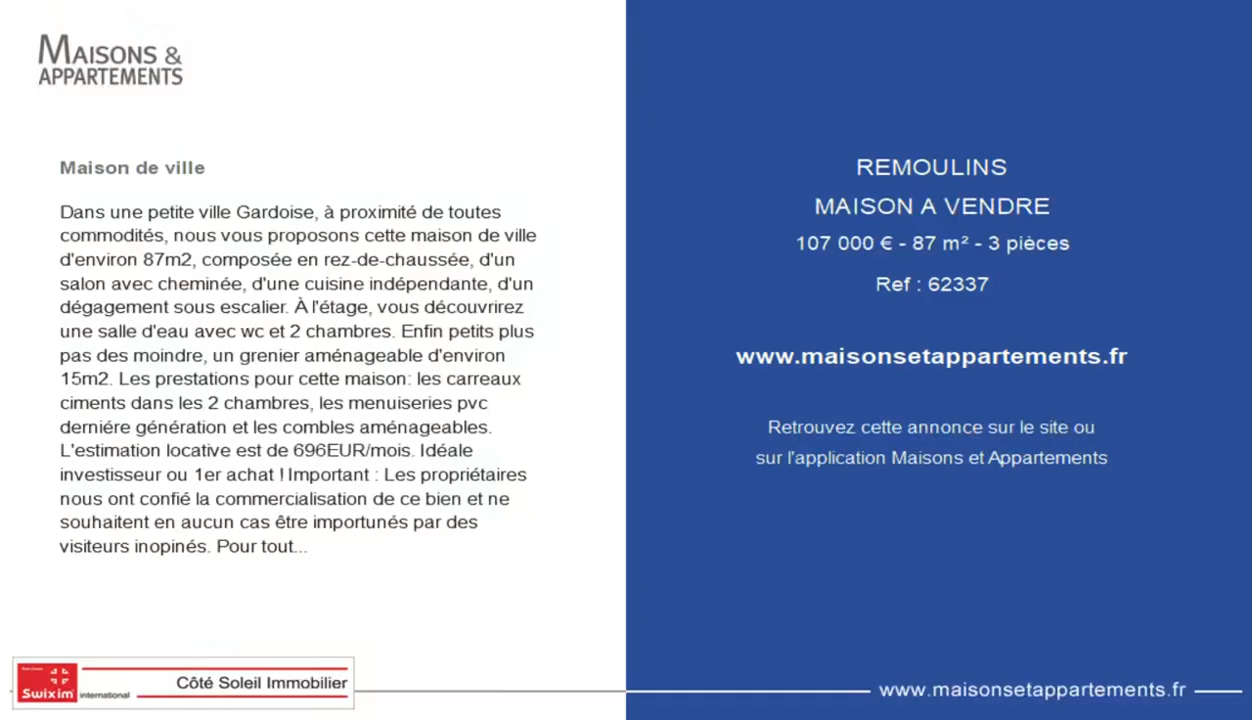 MAISONS &
APPARTEMENTS
Maison de ville
Dans une petite ville Gardoise, à proximité de toutes
commodités, nous vous proposons cette maison de ville
d'environ 87m2, composée en rez-de-chaussée, d'un
salon avec cheminée, d'une cuisine indépendante, d'un
dégagement sous escalier. À l'étage, vous découvrirez
une salle d'eau avec wc et 2 chambres. Enfin petits plus
pas des moindre, un grenier aménageable d'environ
15m2. Les prestations pour cette maison: les carreaux
ciments dans les 2 chambres, les menuiseries pvc
derniére génération et les combles aménageables.
L'estimation locative est de 696EUR/mois. Idéale
investisseur ou 1er achat ! Important : Les propriétaires
nous ont confié la commercialisation de ce bien et ne
souhaitent en aucun cas être importunés par des
visiteurs inopinés. Pour tout...
Swixim international
Côté Soleil Immobilier
REMOULINS
MAISON A VENDRE
107 000 € - 87 m² - 3 pièces
Ref : 62337
www.maisonsetappartements.fr
Retrouvez cette annonce sur le site ou
sur l'application Maisons et Appartements
www.maisonsetappartements.fr